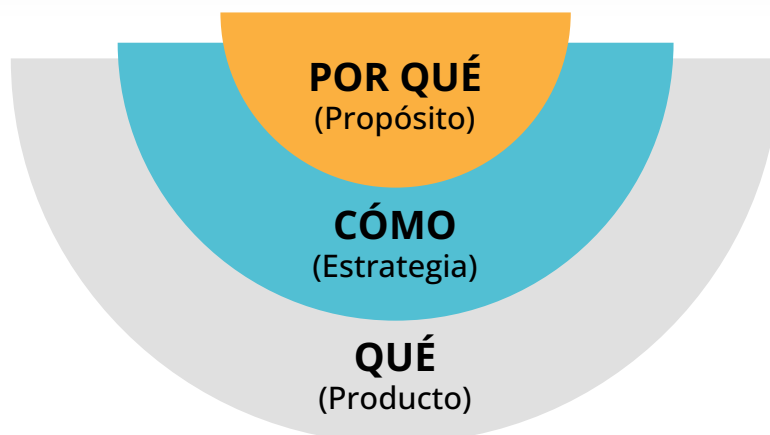 POR QUÉ
(Propósito)
CÓMO
(Estrategia)
QUÉ
(Producto)